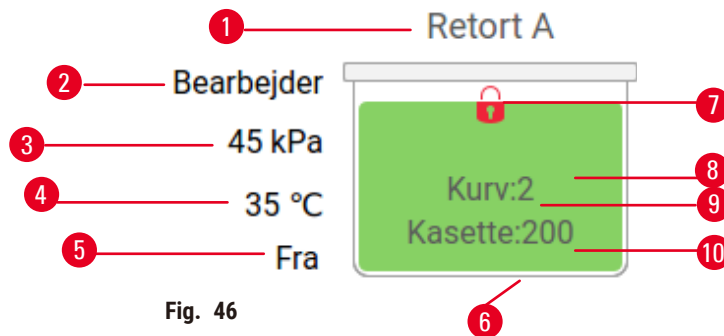 1
Retort A
2
Bearbejder
3
45 kPa
4
35 °C
5
Fra
6
7
8
Kurv:2
9
Kasette:200
10
Fig. 46